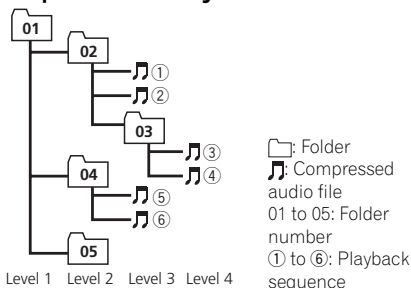 01
02
①
②
03
③
④
04
⑤
⑥
05
Level 1 Level 2 Level 3 Level 4
: Folder
: Compressed
audio file
01 to 05: Folder
number
① to ⑥: Playback
sequence